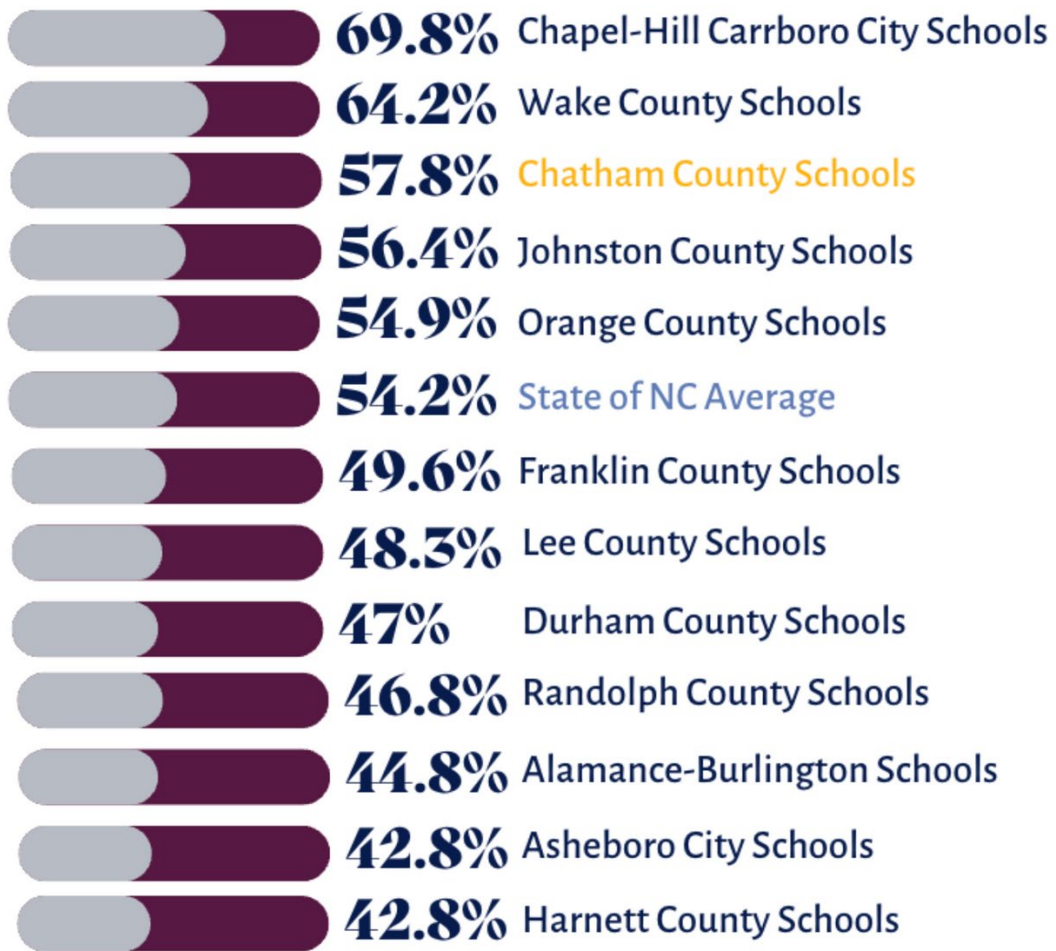 69.8% Chapel-Hill Carrboro City Schools
64.2% Wake County Schools
57.8% Chatham County Schools
56.4% Johnston County Schools
54.9% Orange County Schools
54.2% State of NC Average
49.6% Franklin County Schools
48.3% Lee County Schools
47% Durham County Schools
46.8% Randolph County Schools
44.8% Alamance-Burlington Schools
42.8% Asheboro City Schools
42.8% Harnett County Schools